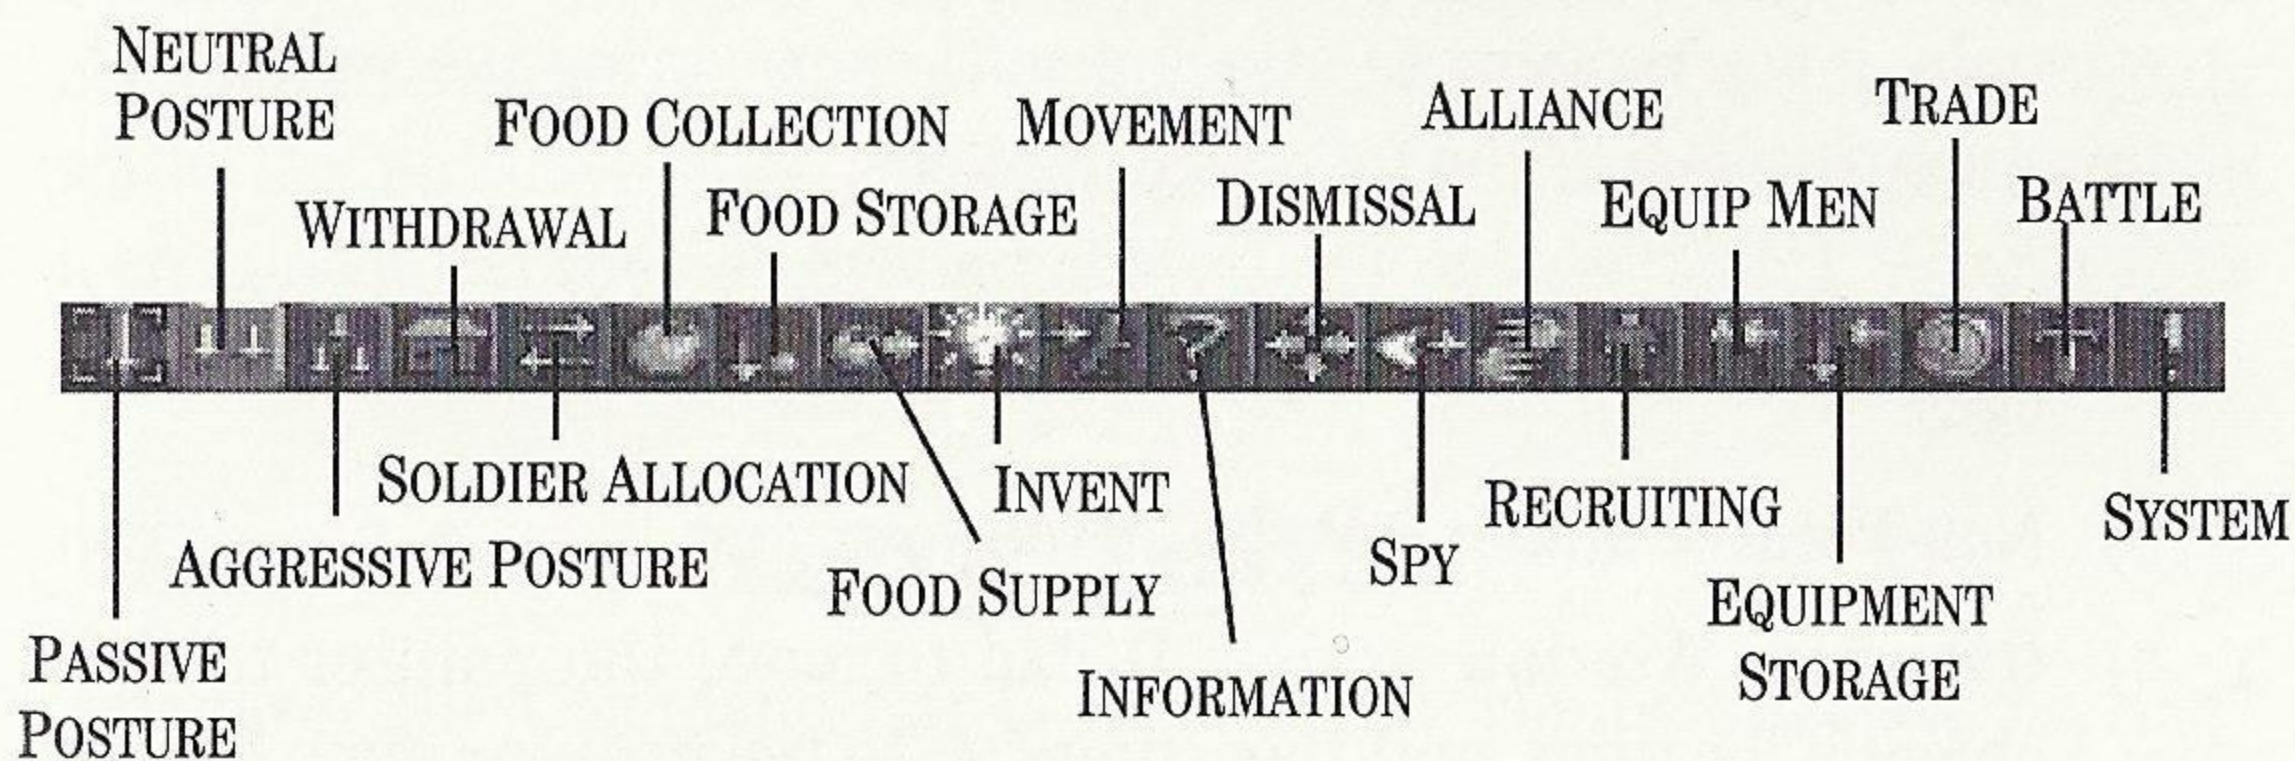 NEUTRAL
POSTURE
FOOD COLLECTION
MOVEMENT
ALLIANCE
TRADE
WITHDRAWAL
FOOD STORAGE
DISMISSAL
EQUIP MEN
BATTLE
SOLDIER ALLOCATION
INVENT
RECRUITING
SYSTEM
AGGRESSIVE POSTURE
FOOD SUPPLY
SPY
EQUIPMENT
STORAGE
PASSIVE
POSTURE
INFORMATION